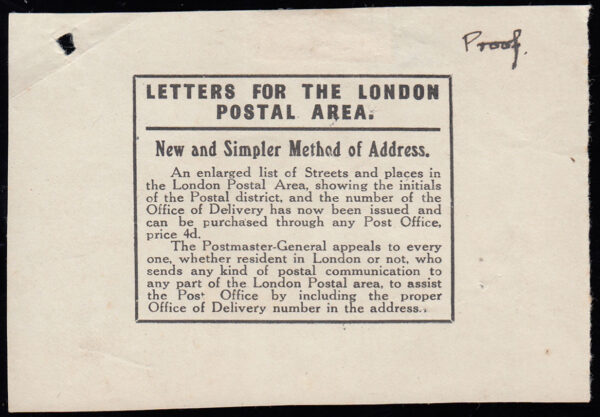 Proof.
LETTERS FOR THE LONDON
POSTAL AREA.
New and Simpler Method of Address.
An enlarged list of Streets and places in
the London Postal Area, showing the initials
of the Postal district, and the number of the
Office of Delivery has now been issued and
can be purchased through any Post Office,
price 4d.
The Postmaster-General appeals to every
one, whether resident in London or not, who
sends any kind of postal communication to
any part of the London Postal area, to assist
the Post Office by including the proper
Office of Delivery number in the address.